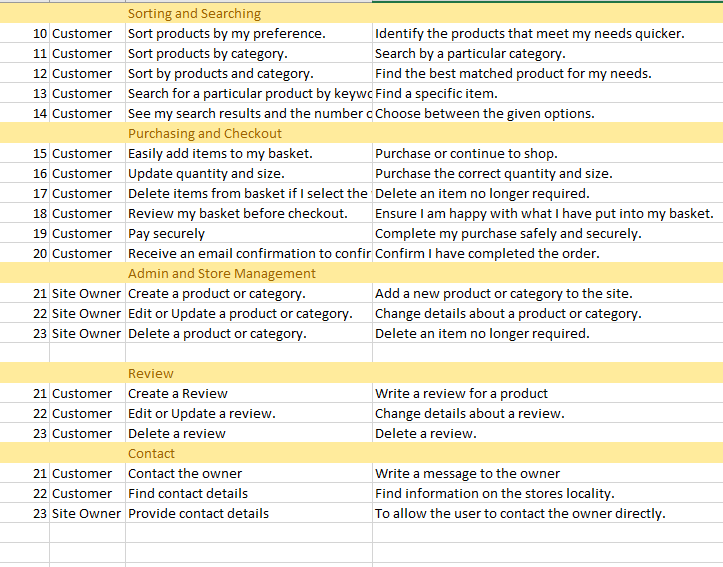 Sorting and Searching
10 Customer Sort products by my preference. Identify the products that meet my needs quicker.
11 Customer Sort products by category. Search by a particular category.
12 Customer Sort by products and category. Find the best matched product for my needs.
13 Customer Search for a particular product by keywo Find a specific item.
14 Customer See my search results and the number o Choose between the given options.
Purchasing and Checkout
15 Customer Easily add items to my basket. Purchase or continue to shop.
16 Customer Update quantity and size. Purchase the correct quantity and size.
17 Customer Delete items from basket if I select the Delete an item no longer required.
18 Customer Review my basket before checkout. Ensure I am happy with what I have put into my basket.
19 Customer Pay securely Complete my purchase safely and securely.
20 Customer Receive an email confirmation to confir Confirm I have completed the order.
Admin and Store Management
21 Site Owner Create a product or category. Add a new product or category to the site.
22 Site Owner Edit or Update a product or category. Change details about a product or category.
23 Site Owner Delete a product or category. Delete an item no longer required.
Review
21 Customer Create a Review Write a review for a product
22 Customer Edit or Update a review. Change details about a review.
23 Customer Delete a review Delete a review.
Contact
21 Customer Contact the owner Write a message to the owner
22 Customer Find contact details Find information on the stores locality.
23 Site Owner Provide contact details To allow the user to contact the owner directly.